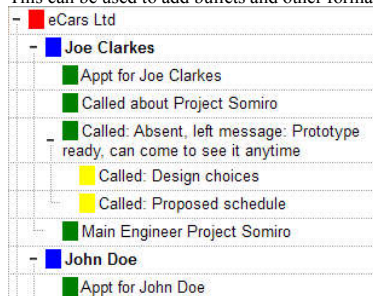 This can be used to add bullets and other forma
eCars Ltd
Joe Clarkes
Appt for Joe Clarkes
Called about Project Somiro
Called: Absent, left message: Prototype
ready, can come to see it anytime
Called: Design choices
Called: Proposed schedule
Main Engineer Project Somiro
John Doe
Appt for John Doe